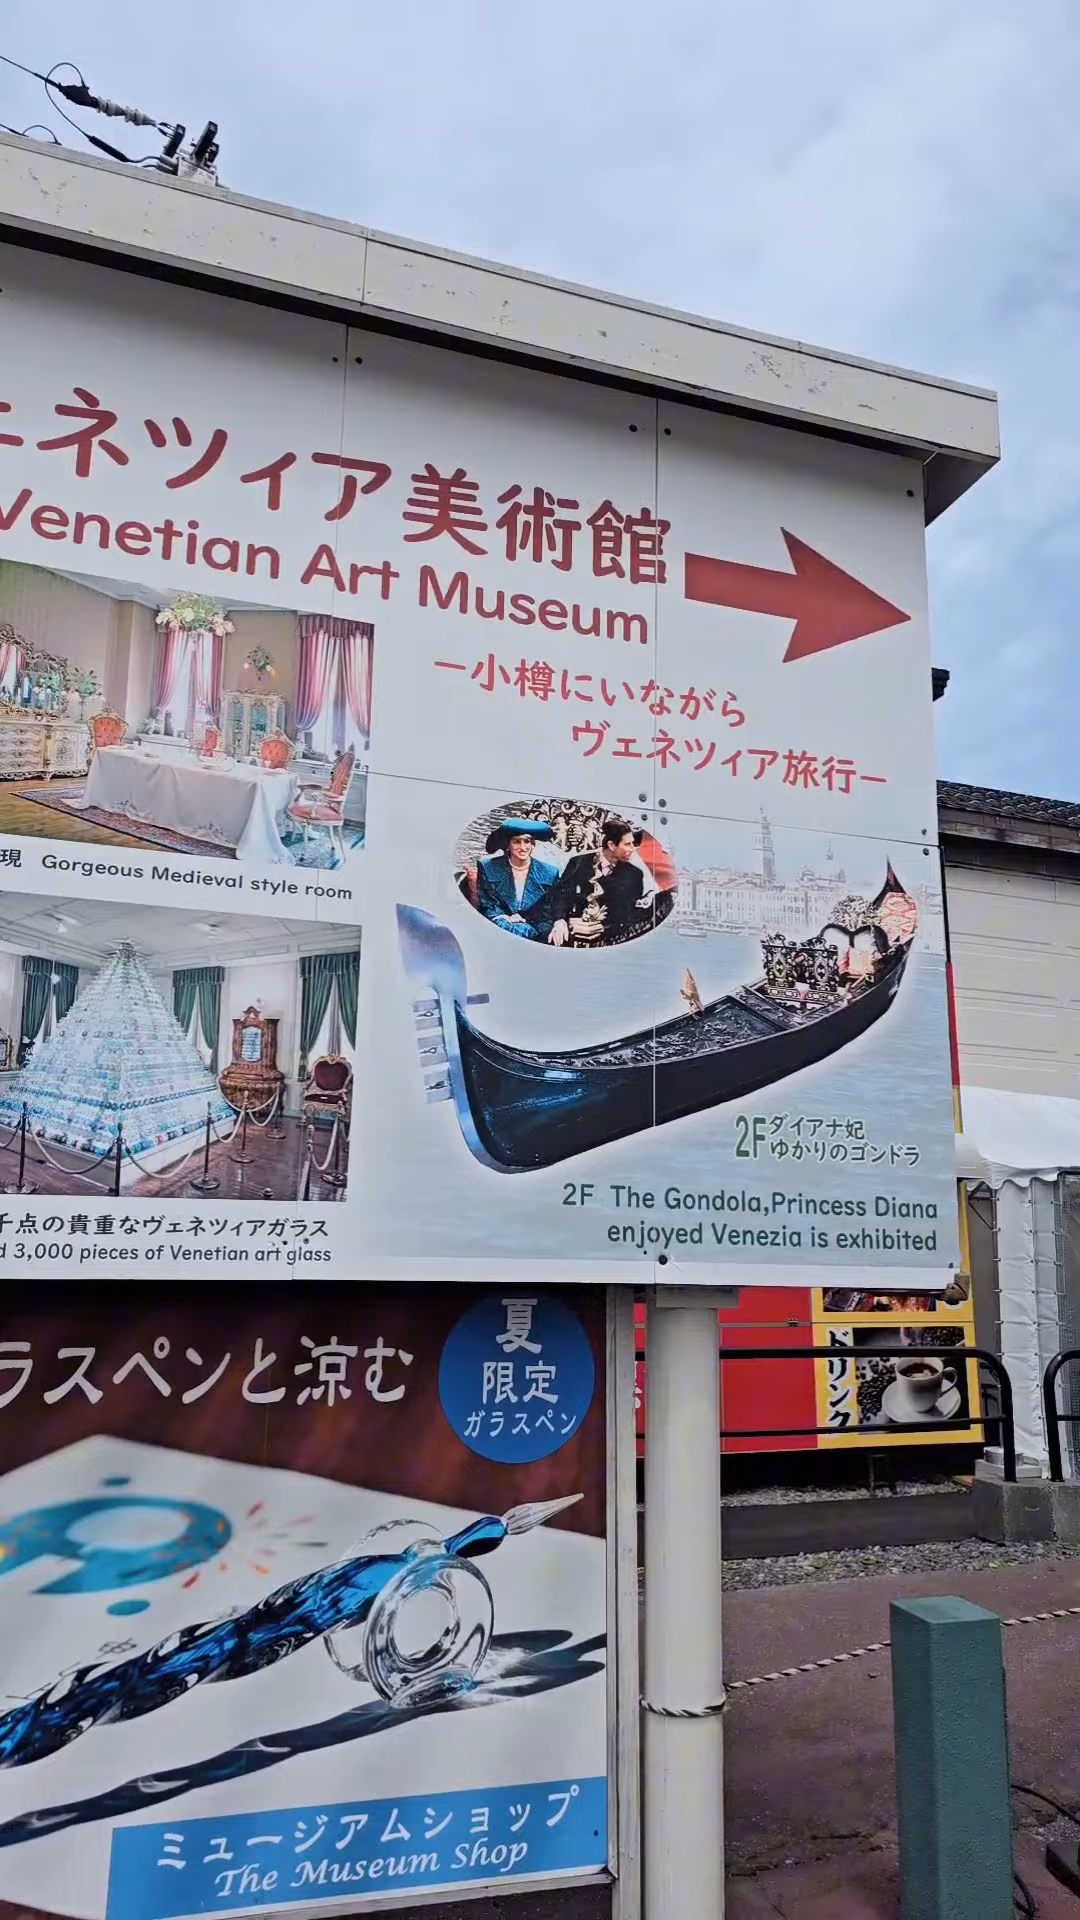 ェネツィア美術館
Venetian Art Museum
ー小樽にいながら
ヴェネツィア旅行ー
現 Gorgeous Medieval style room
千点の貴重なヴェネツィアガラス
d 3,000 pieces of Venetian art glass
2F ダイアナ妃
ゆかりのゴンドラ
2F The Gondola,Princess Diana
enjoyed Venezia is exhibited
ラスペンと涼む
夏
限定
ガラスペン
ドリンク
ミュージアムショップ
The Museum Shop